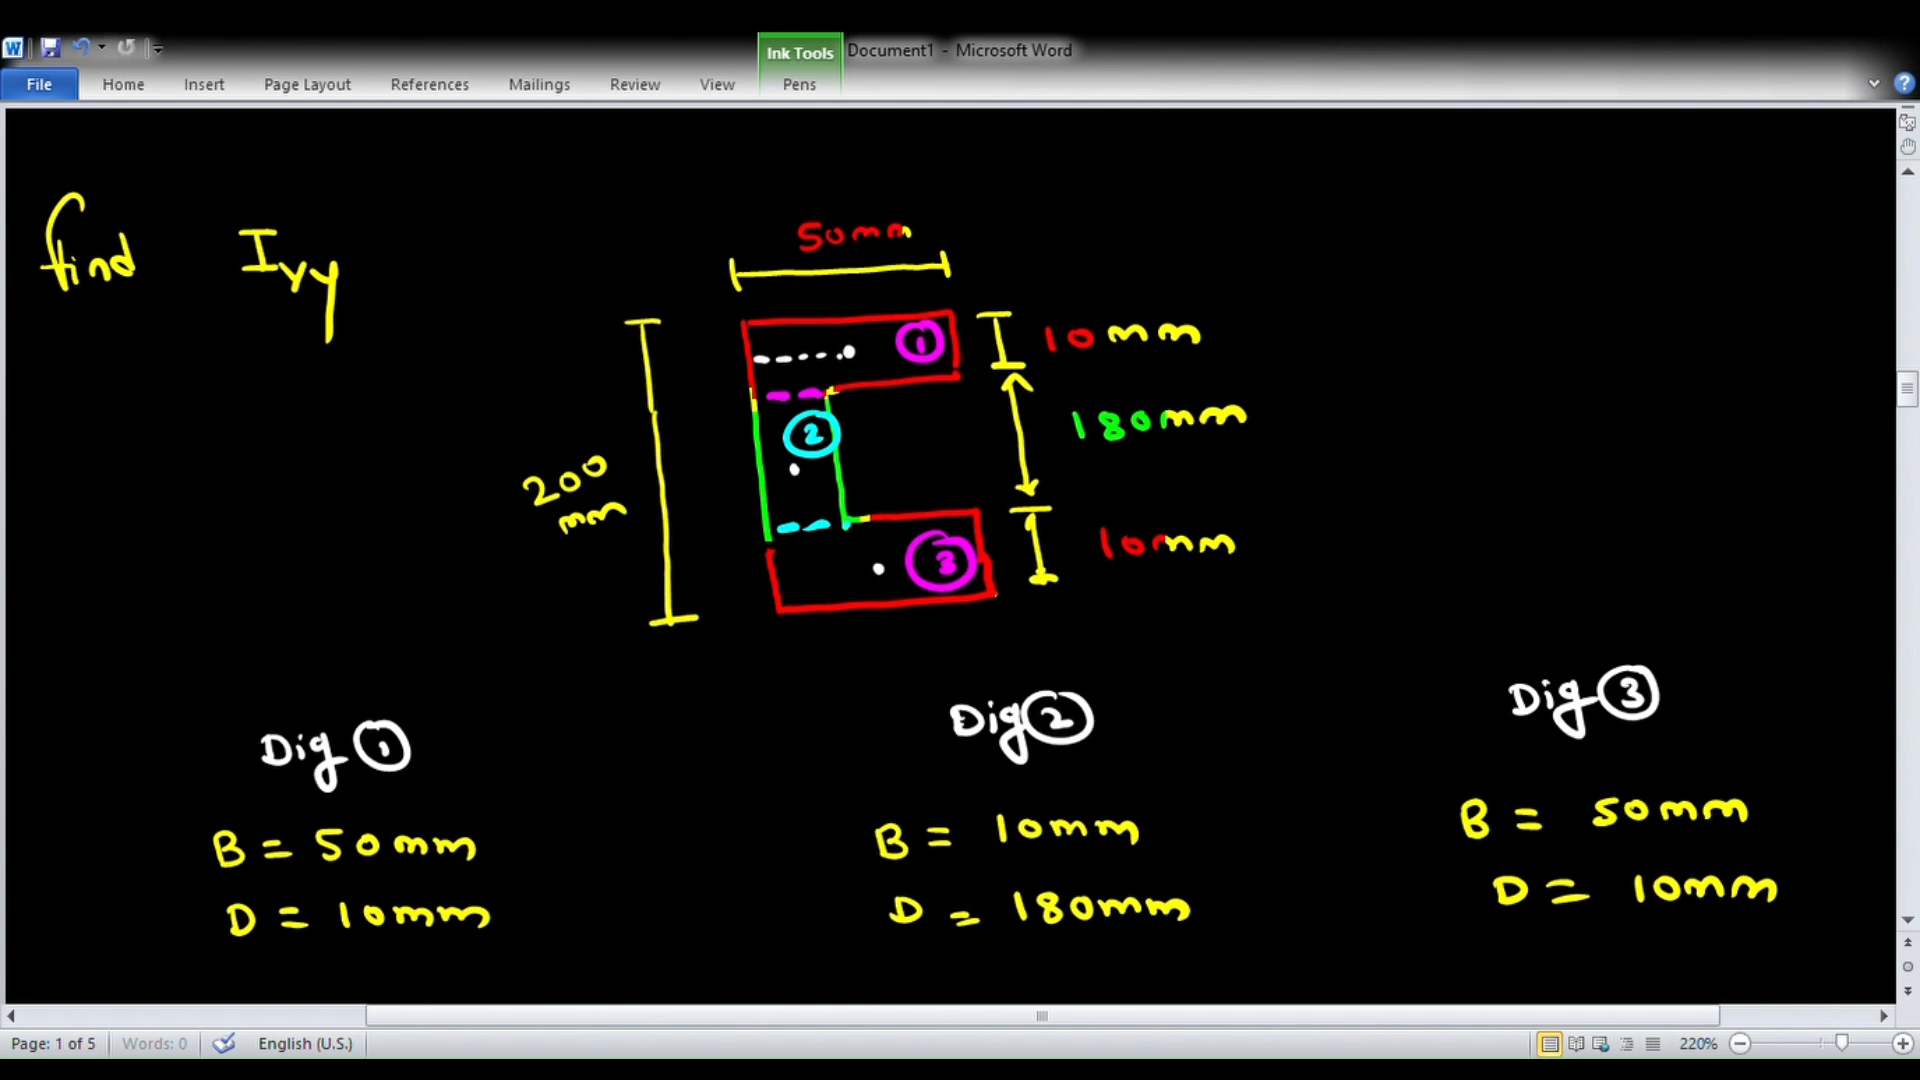 Ink Tools
Document1 - Microsoft Word
File Home Insert Page Layout References Mailings Review View Pens
find Iyy
50mm
1
10mm
2
180mm
200
mm
3
10mm
Dig 1
B = 50mm
D = 10mm
Dig 2
B = 10mm
D = 180mm
Dig 3
B = 50mm
D = 10mm
Page: 1 of 5 Words: 0 English (U.S.) 220%